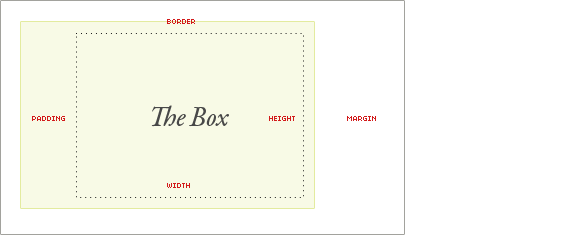 BORDER
The Box
PADDING
HEIGHT
MARGIN
WIDTH